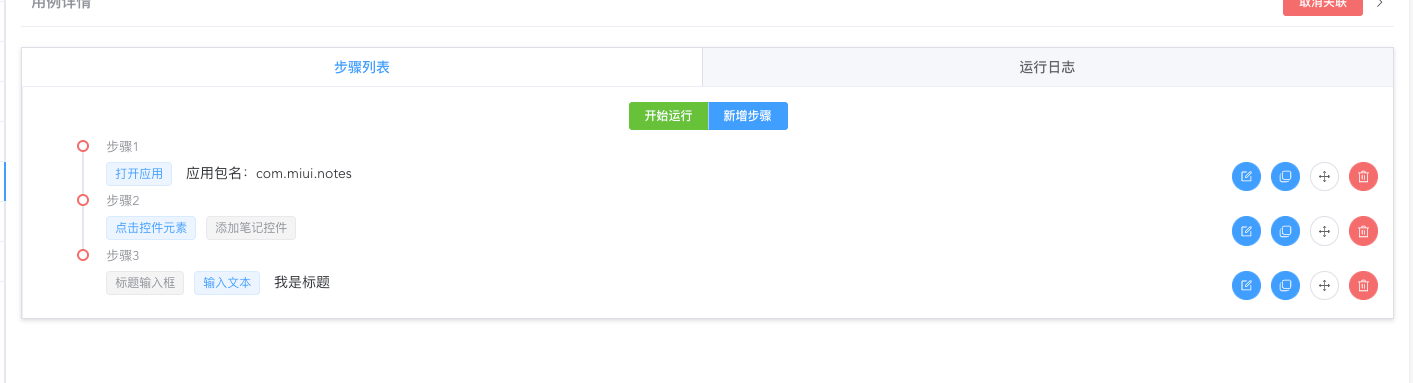 用例详情 取消关联
步骤列表 运行日志
开始运行 新增步骤
步骤1
打开应用 应用包名：com.miui.notes
步骤2
点击控件元素 添加笔记控件
步骤3
标题输入框 输入文本 我是标题